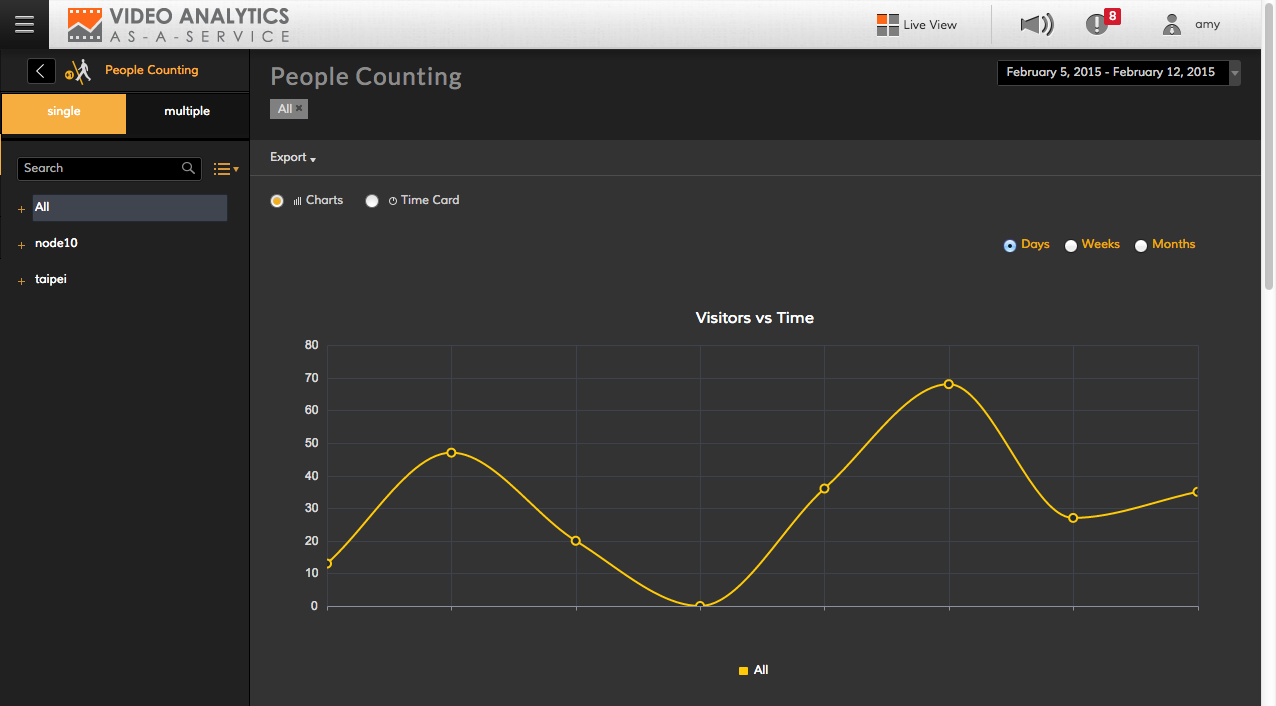 VIDEO ANALYTICS
AS-A-SERVICE
Live View
8
amy
People Counting
single
multiple
Search
All
node10
taipei
People Counting
February 5, 2015 - February 12, 2015
All ×
Export
Charts
Time Card
Days
Weeks
Months
Visitors vs Time
80
70
60
50
40
30
20
10
0
All